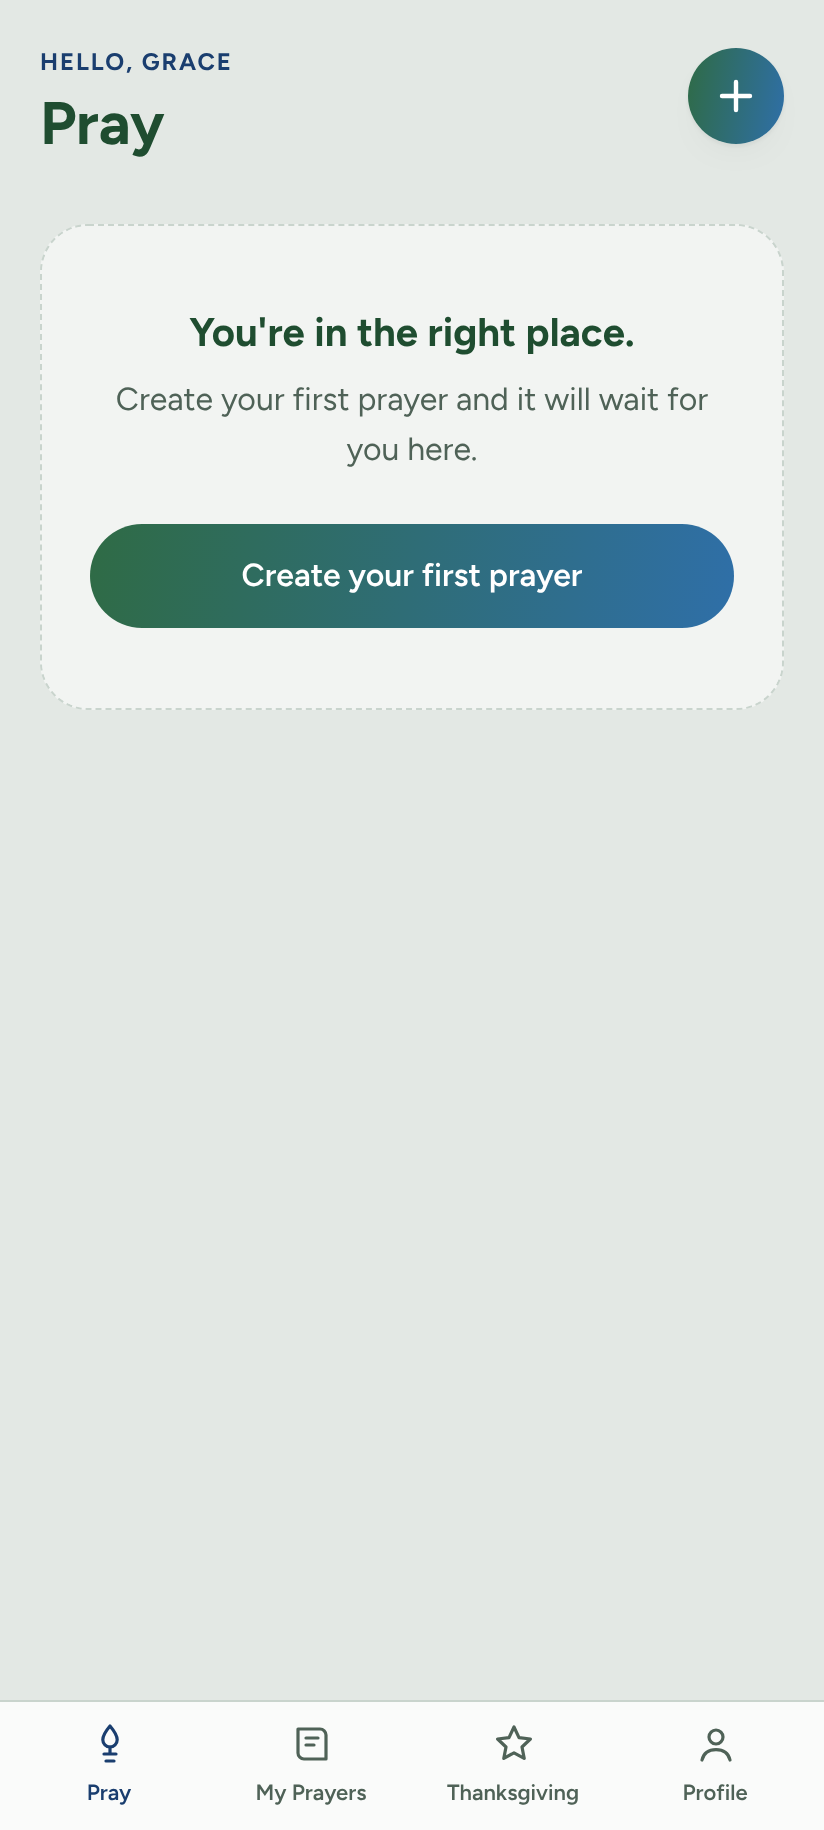 HELLO, GRACE
Pray
You're in the right place.
Create your first prayer and it will wait for
you here.
Create your first prayer
Pray
My Prayers
Thanksgiving
Profile